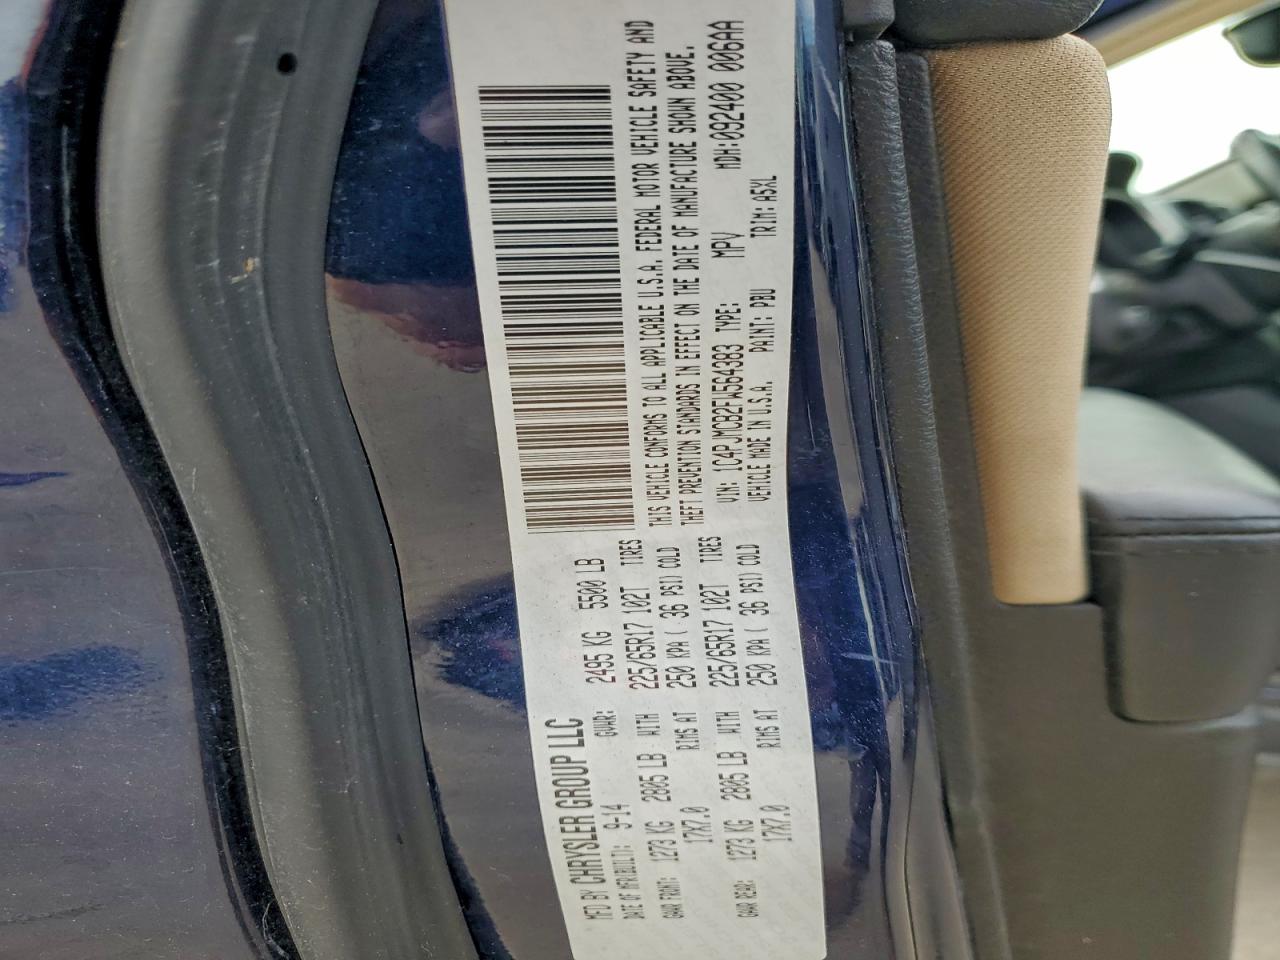 MFD BY CHRYSLER GROUP LLC
DATE OF MFR(BUILT): 9-14 GVWR: 2495 KG 5500 LB
GAWR FRNT: 1273 KG 2805 LB WITH 225/65R17 102T TIRES
17X7.0 RIMS AT 250 KPA ( 36 PSI) COLD
GAWR REAR: 1273 KG 2805 LB WITH 225/65R17 102T TIRES
17X7.0 RIMS AT 250 KPA ( 36 PSI) COLD
THIS VEHICLE CONFORMS TO ALL APPLICABLE U.S.A. FEDERAL MOTOR VEHICLE SAFETY AND
THEFT PREVENTION STANDARDS IN EFFECT ON THE DATE OF MANUFACTURE SHOWN ABOVE.
VIN: 1C4PJMCB2FW564383 TYPE: MPV MDH:092400 006AA
VEHICLE MADE IN U.S.A. PAINT: PBU TRIM: A5XL